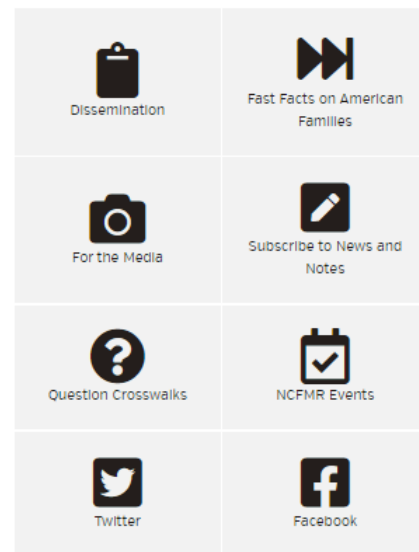 Dissemination
Fast Facts on American
Families
For the Media
Subscribe to News and
Notes
Question Crosswalks
NCFMR Events
Twitter
Facebook